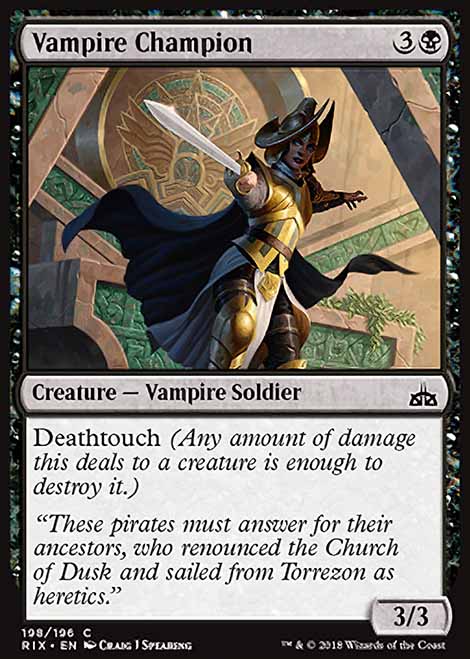 Vampire Champion 3
Creature — Vampire Soldier
Deathtouch (Any amount of damage
this deals to a creature is enough to
destroy it.)
“These pirates must answer for their
ancestors, who renounced the Church
of Dusk and sailed from Torrezon as
heretics.”
3/3
198/196 C
RIX • EN Craig J Spearing
™ & © 2018 Wizards of the Coast